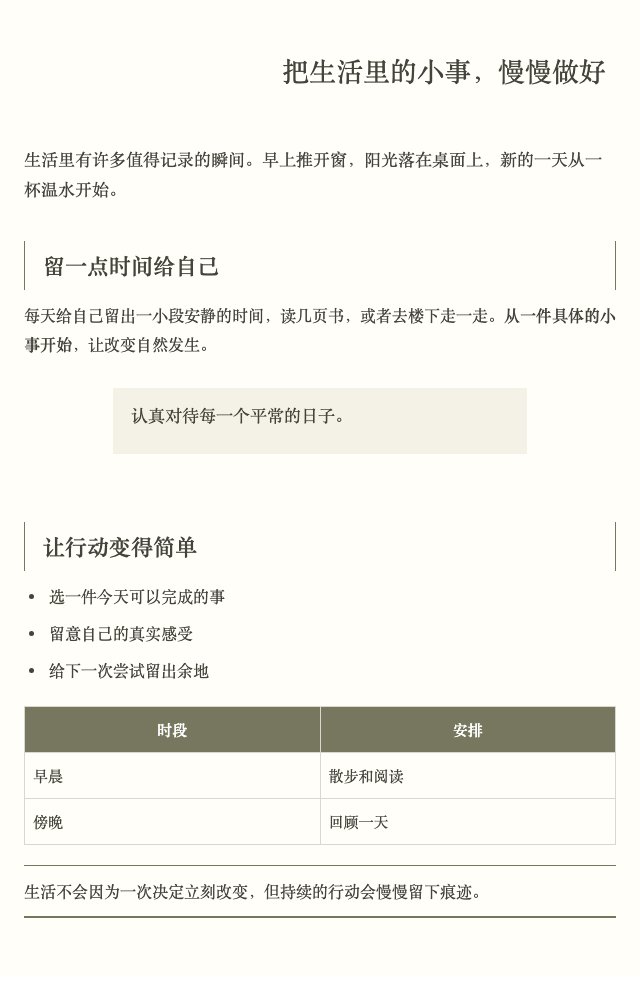 把生活里的小事，慢慢做好
生活里有许多值得记录的瞬间。早上推开窗，阳光落在桌面上，新的一天从一
杯温水开始。
留一点时间给自己
每天给自己留出一小段安静的时间，读几页书，或者去楼下走一走。从一件具体的小
事开始，让改变自然发生。
认真对待每一个平常的日子。
让行动变得简单
• 选一件今天可以完成的事
• 留意自己的真实感受
• 给下一次尝试留出余地
时段 安排
早晨 散步和阅读
傍晚 回顾一天
生活不会因为一次决定立刻改变，但持续的行动会慢慢留下痕迹。